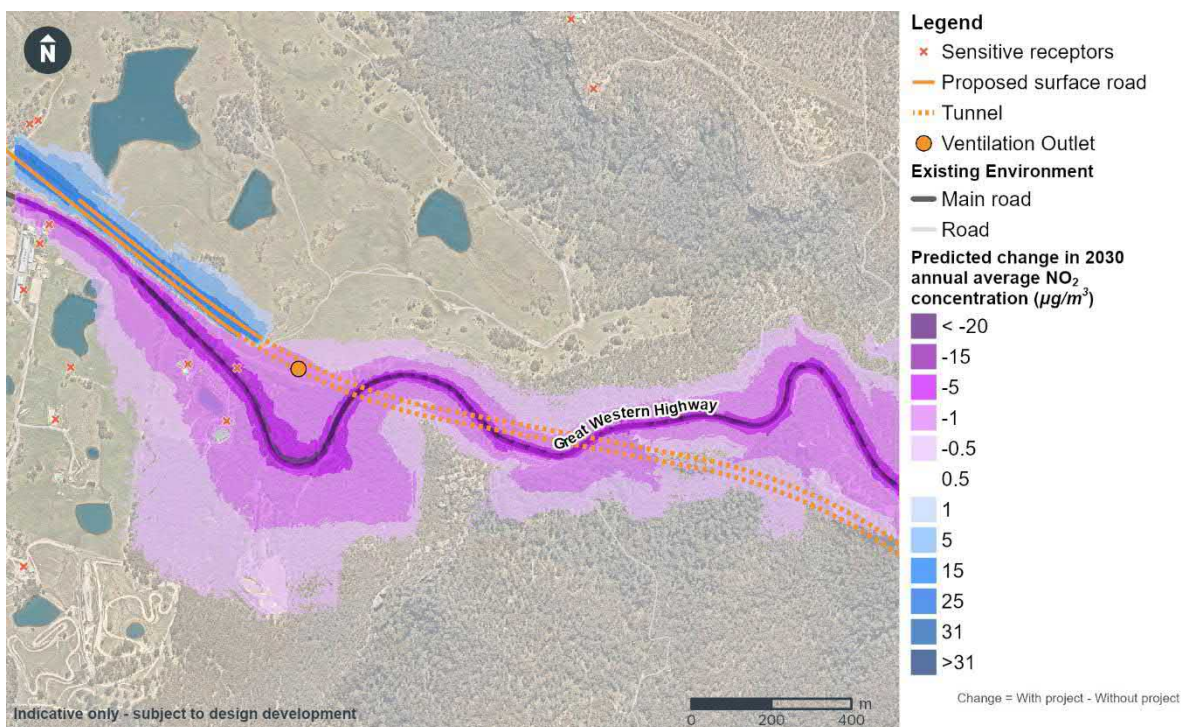 N
Great Western Highway
Indicative only - subject to design development
m
0 200 400
Legend
Sensitive receptors
Proposed surface road
Tunnel
Ventilation Outlet
Existing Environment
Main road
Road
Predicted change in 2030
annual average NO₂
concentration (µg/m³)
< -20
-15
-5
-1
-0.5
0.5
1
5
15
25
31
>31
Change = With project - Without project